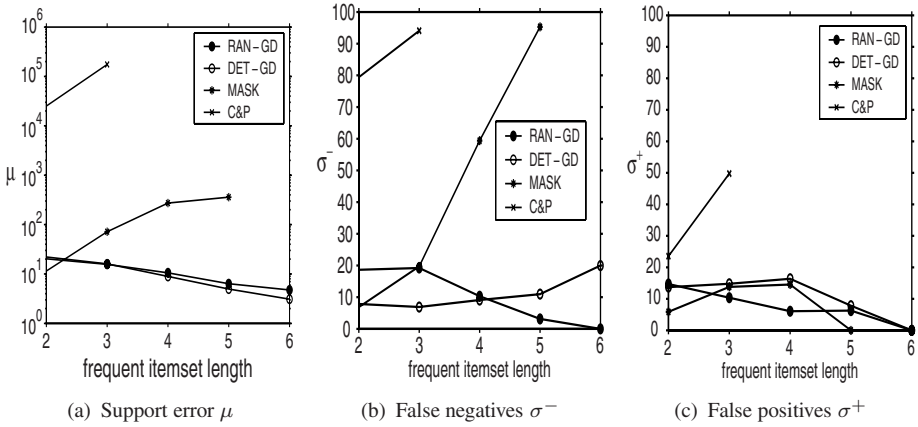 10^6
10^5
10^4
10^3
10^2
10^1
10^0
μ
2 3 4 5 6
frequent itemset length
RAN−GD
DET−GD
MASK
C&P
(a) Support error μ
100
90
80
70
60
50
40
30
20
10
0
σ^−
2 3 4 5 6
frequent itemset length
RAN−GD
DET−GD
MASK
C&P
(b) False negatives σ^−
100
90
80
70
60
50
40
30
20
10
0
σ^+
2 3 4 5 6
frequent itemset length
RAN−GD
DET−GD
MASK
C&P
(c) False positives σ^+